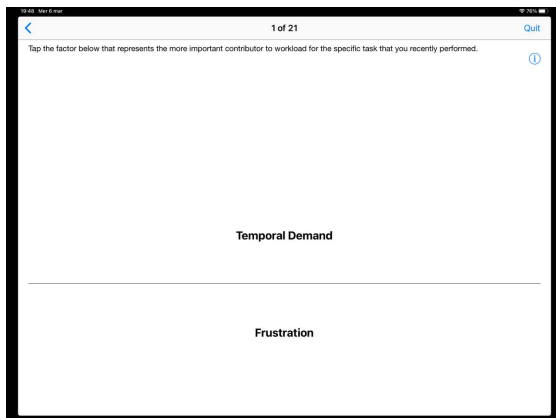 19:48 Mer 6 mar
76%
1 of 21
Quit
Tap the factor below that represents the more important contributor to workload for the specific task that you recently performed.
Temporal Demand
Frustration